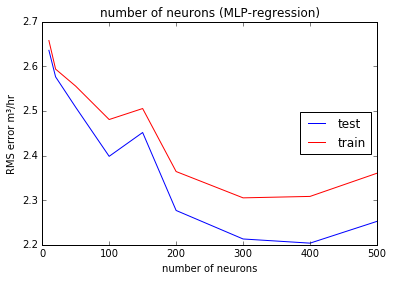 number of neurons (MLP-regression)
2.7
2.6
2.5
2.4
2.3
2.2
RMS error m³/hr
test
train
0 100 200 300 400 500
number of neurons